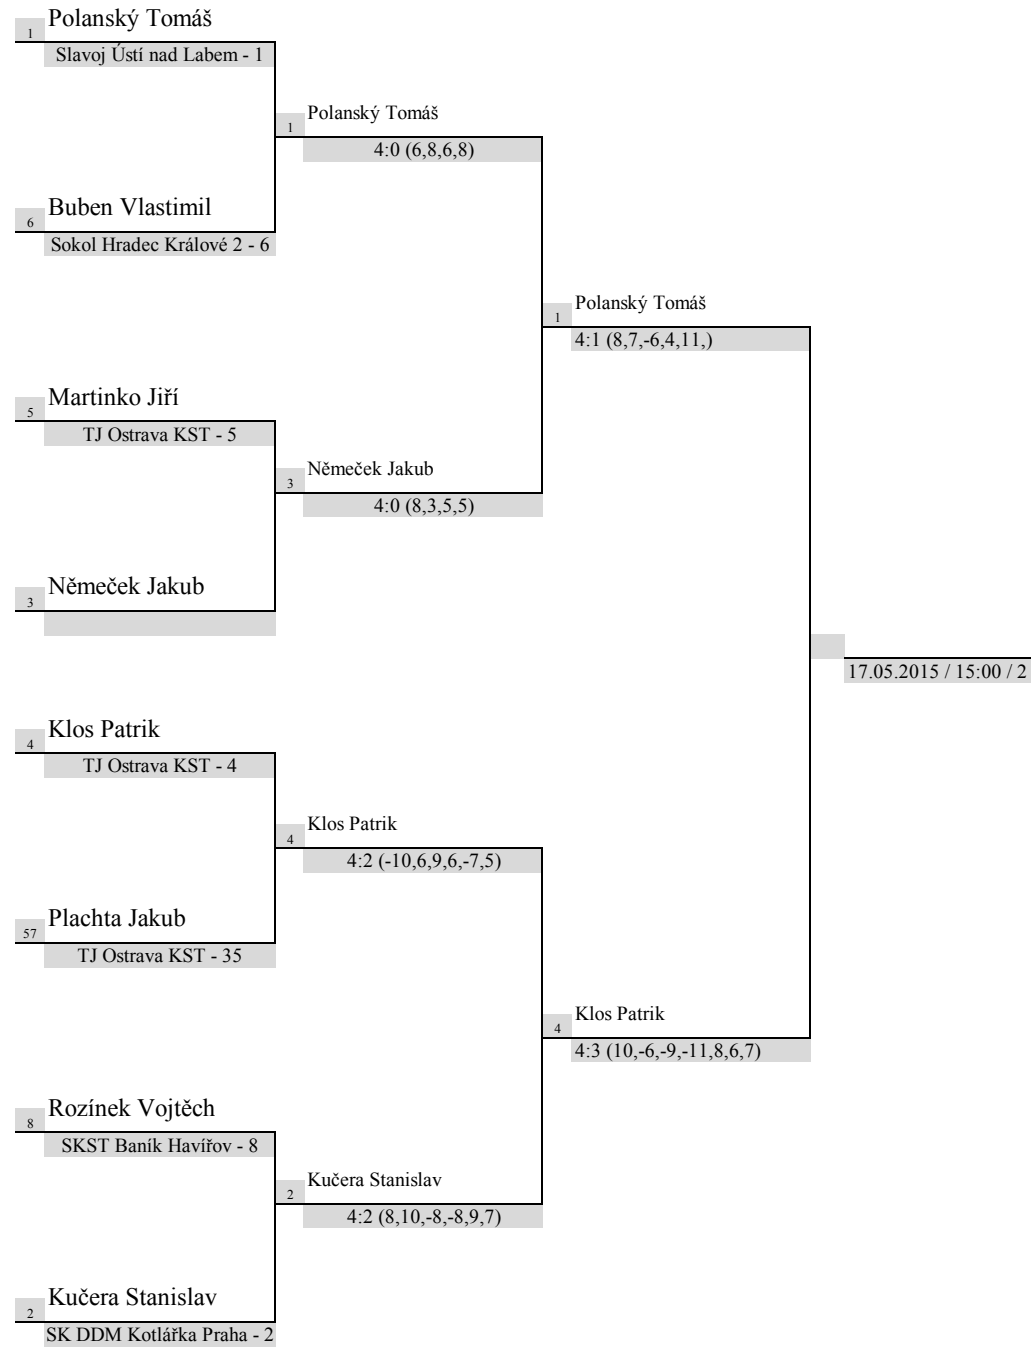 Polanský Tomáš
1
Slavoj Ústí nad Labem - 1
Polanský Tomáš
1
4:0 (6,8,6,8)
Buben Vlastimil
6
Sokol Hradec Králové 2 - 6
Polanský Tomáš
1
4:1 (8,7,-6,4,11,)
Martinko Jiří
5
TJ Ostrava KST - 5
Němeček Jakub
3
4:0 (8,3,5,5)
Němeček Jakub
3
17.05.2015 / 15:00 / 2
Klos Patrik
4
TJ Ostrava KST - 4
Klos Patrik
4
4:2 (-10,6,9,6,-7,5)
Plachta Jakub
57
TJ Ostrava KST - 35
Klos Patrik
4
4:3 (10,-6,-9,-11,8,6,7)
Rozínek Vojtěch
8
SKST Baník Havířov - 8
Kučera Stanislav
2
4:2 (8,10,-8,-8,9,7)
Kučera Stanislav
2
SK DDM Kotlářka Praha - 2